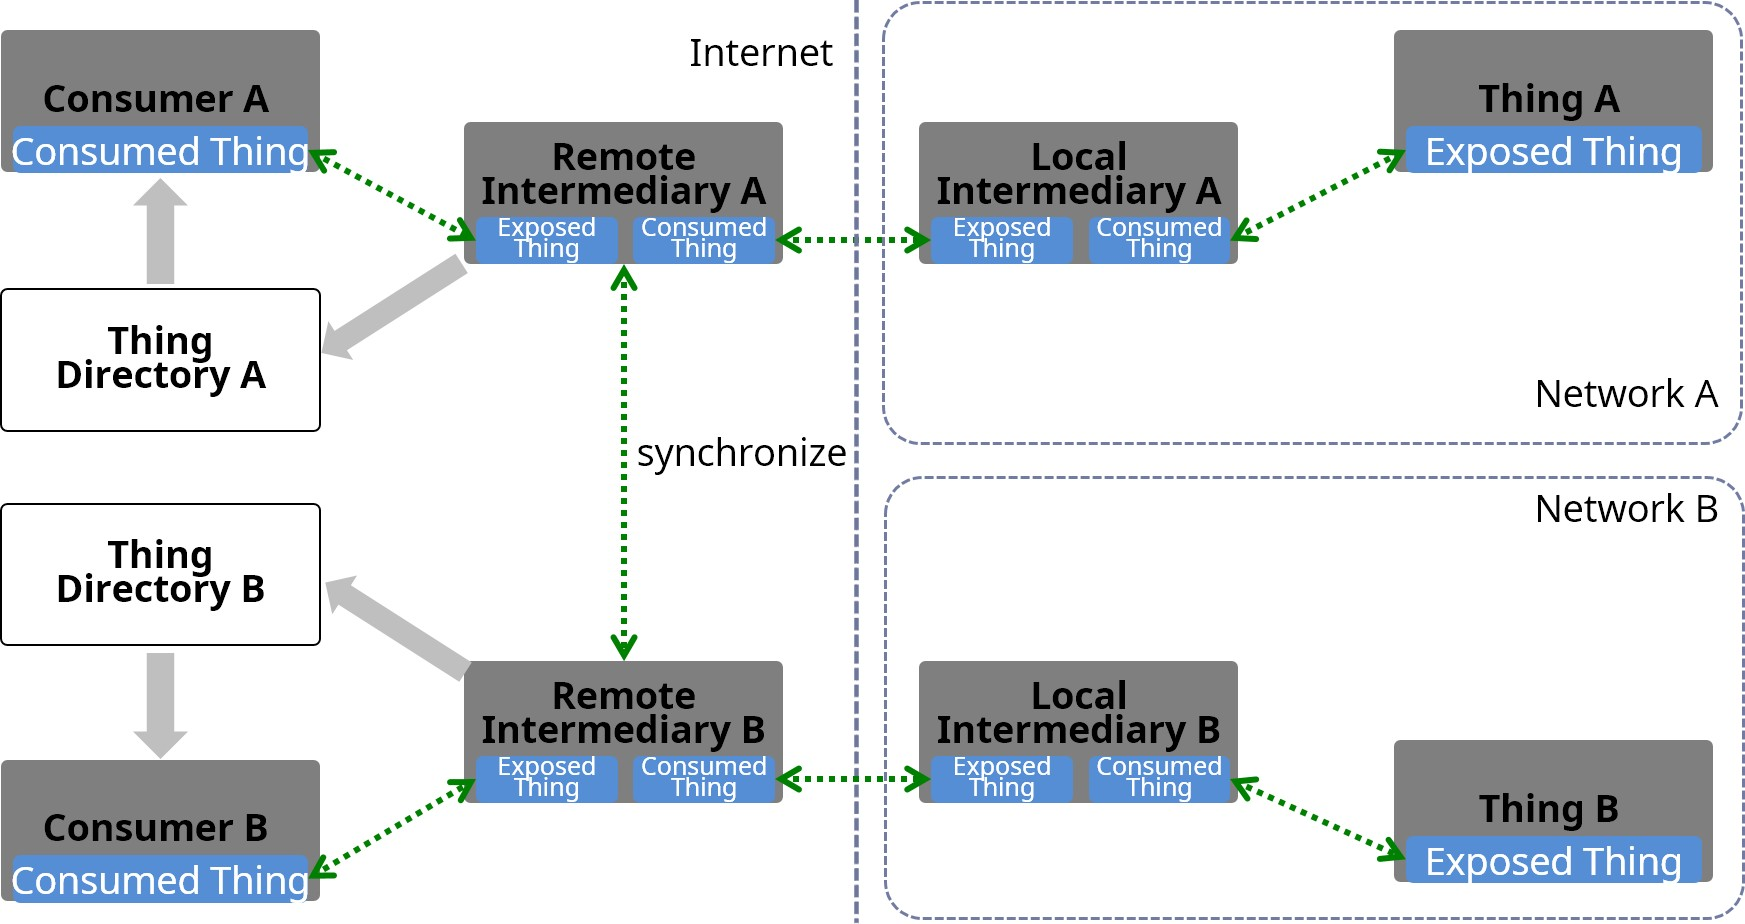 Internet
Consumer A
Consumed Thing
Remote
Intermediary A
Exposed
Thing
Consumed
Thing
Local
Intermediary A
Exposed
Thing
Consumed
Thing
Thing A
Exposed Thing
Thing
Directory A
Network A
synchronize
Network B
Thing
Directory B
Remote
Intermediary B
Exposed
Thing
Consumed
Thing
Local
Intermediary B
Exposed
Thing
Consumed
Thing
Thing B
Exposed Thing
Consumer B
Consumed Thing